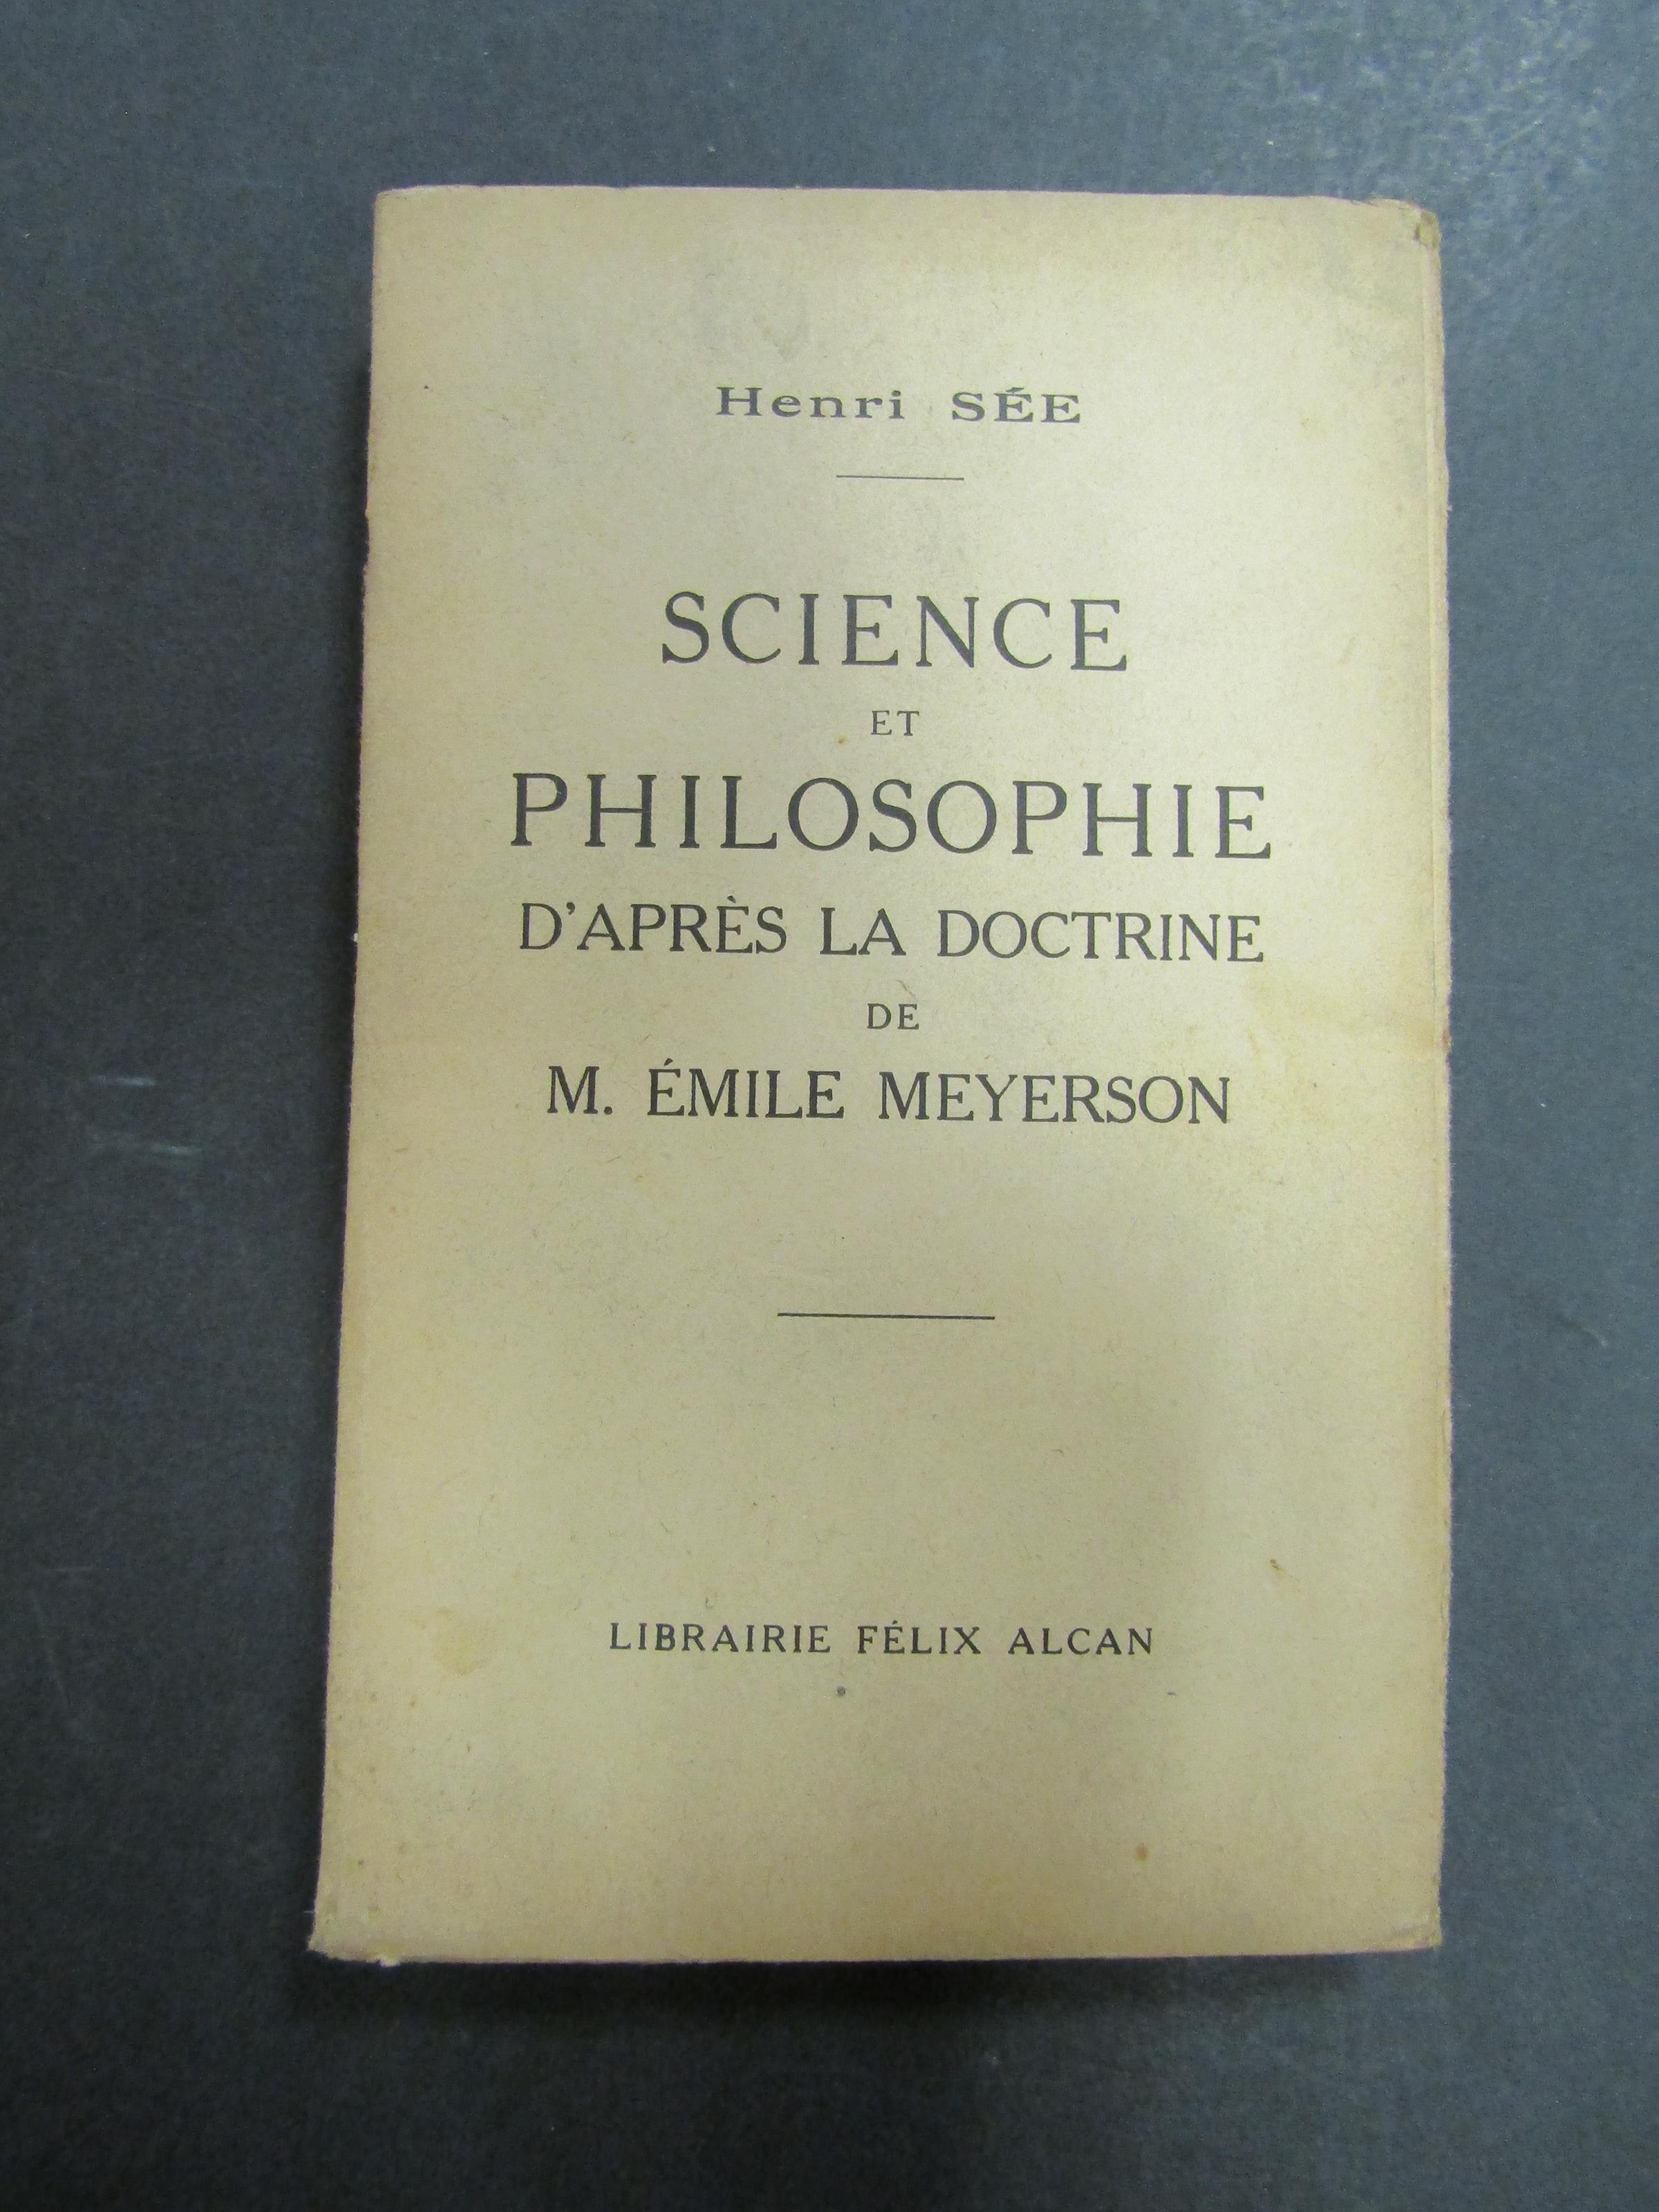 Henri SÉE
SCIENCE
ET
PHILOSOPHIE
D'APRÈS LA DOCTRINE
DE
M. ÉMILE MEYERSON
LIBRAIRIE FÉLIX ALCAN